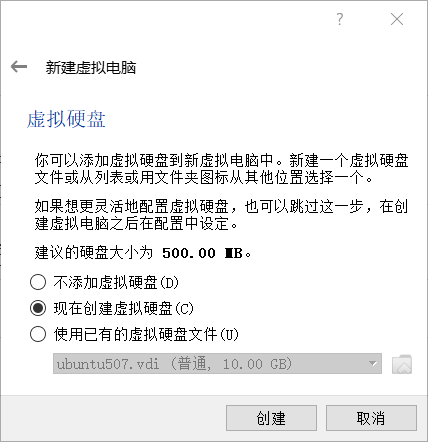 ?
新建虚拟电脑
虚拟硬盘
你可以添加虚拟硬盘到新虚拟电脑中。新建一个虚拟硬盘
文件或从列表或用文件夹图标从其他位置选择一个。
如果想更灵活地配置虚拟硬盘，也可以跳过这一步，在创
建虚拟电脑之后在配置中设定。
建议的硬盘大小为 500.00 MB。
不添加虚拟硬盘(D)
现在创建虚拟硬盘(C)
使用已有的虚拟硬盘文件(U)
ubuntu507.vdi (普通, 10.00 GB)
创建
取消